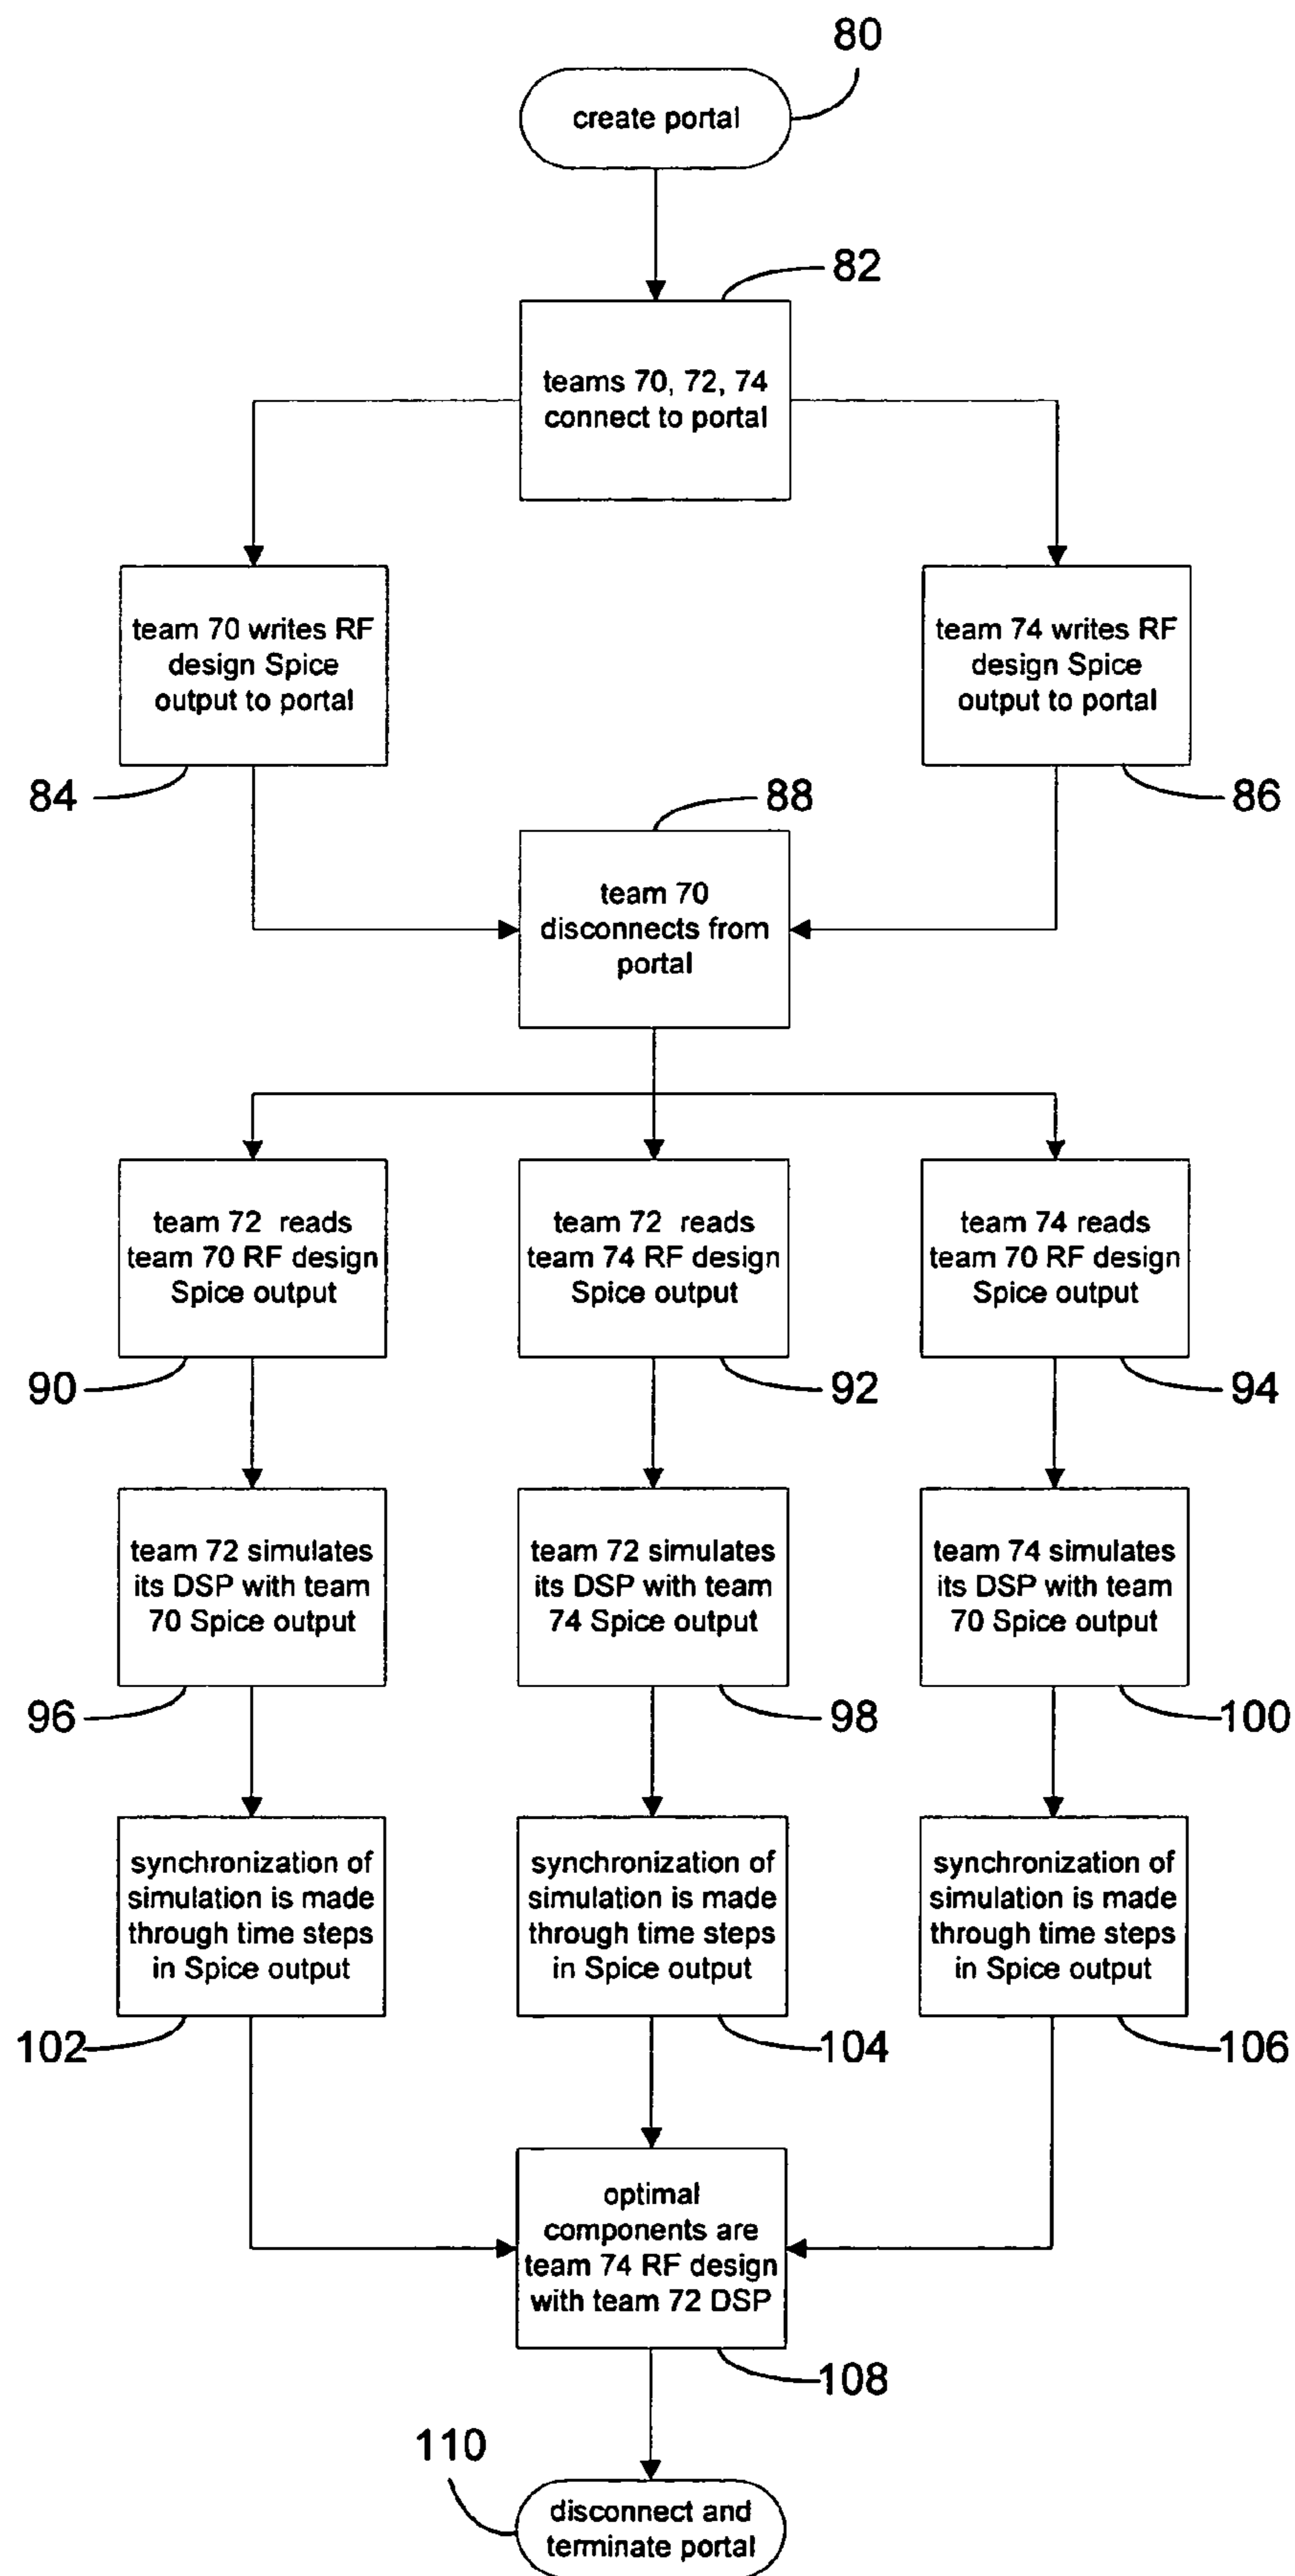 80
create portal
82
teams 70, 72, 74
connect to portal
team 70 writes RF
design Spice
output to portal
84
team 74 writes RF
design Spice
output to portal
86
88
team 70
disconnects from
portal
team 72 reads
team 70 RF design
Spice output
90
team 72 reads
team 74 RF design
Spice output
92
team 74 reads
team 70 RF design
Spice output
94
team 72 simulates
its DSP with team
70 Spice output
96
team 72 simulates
its DSP with team
74 Spice output
98
team 74 simulates
its DSP with team
70 Spice output
100
synchronization of
simulation is made
through time steps
in Spice output
102
synchronization of
simulation is made
through time steps
in Spice output
104
synchronization of
simulation is made
through time steps
in Spice output
106
optimal
components are
team 74 RF design
with team 72 DSP
108
110
disconnect and
terminate portal